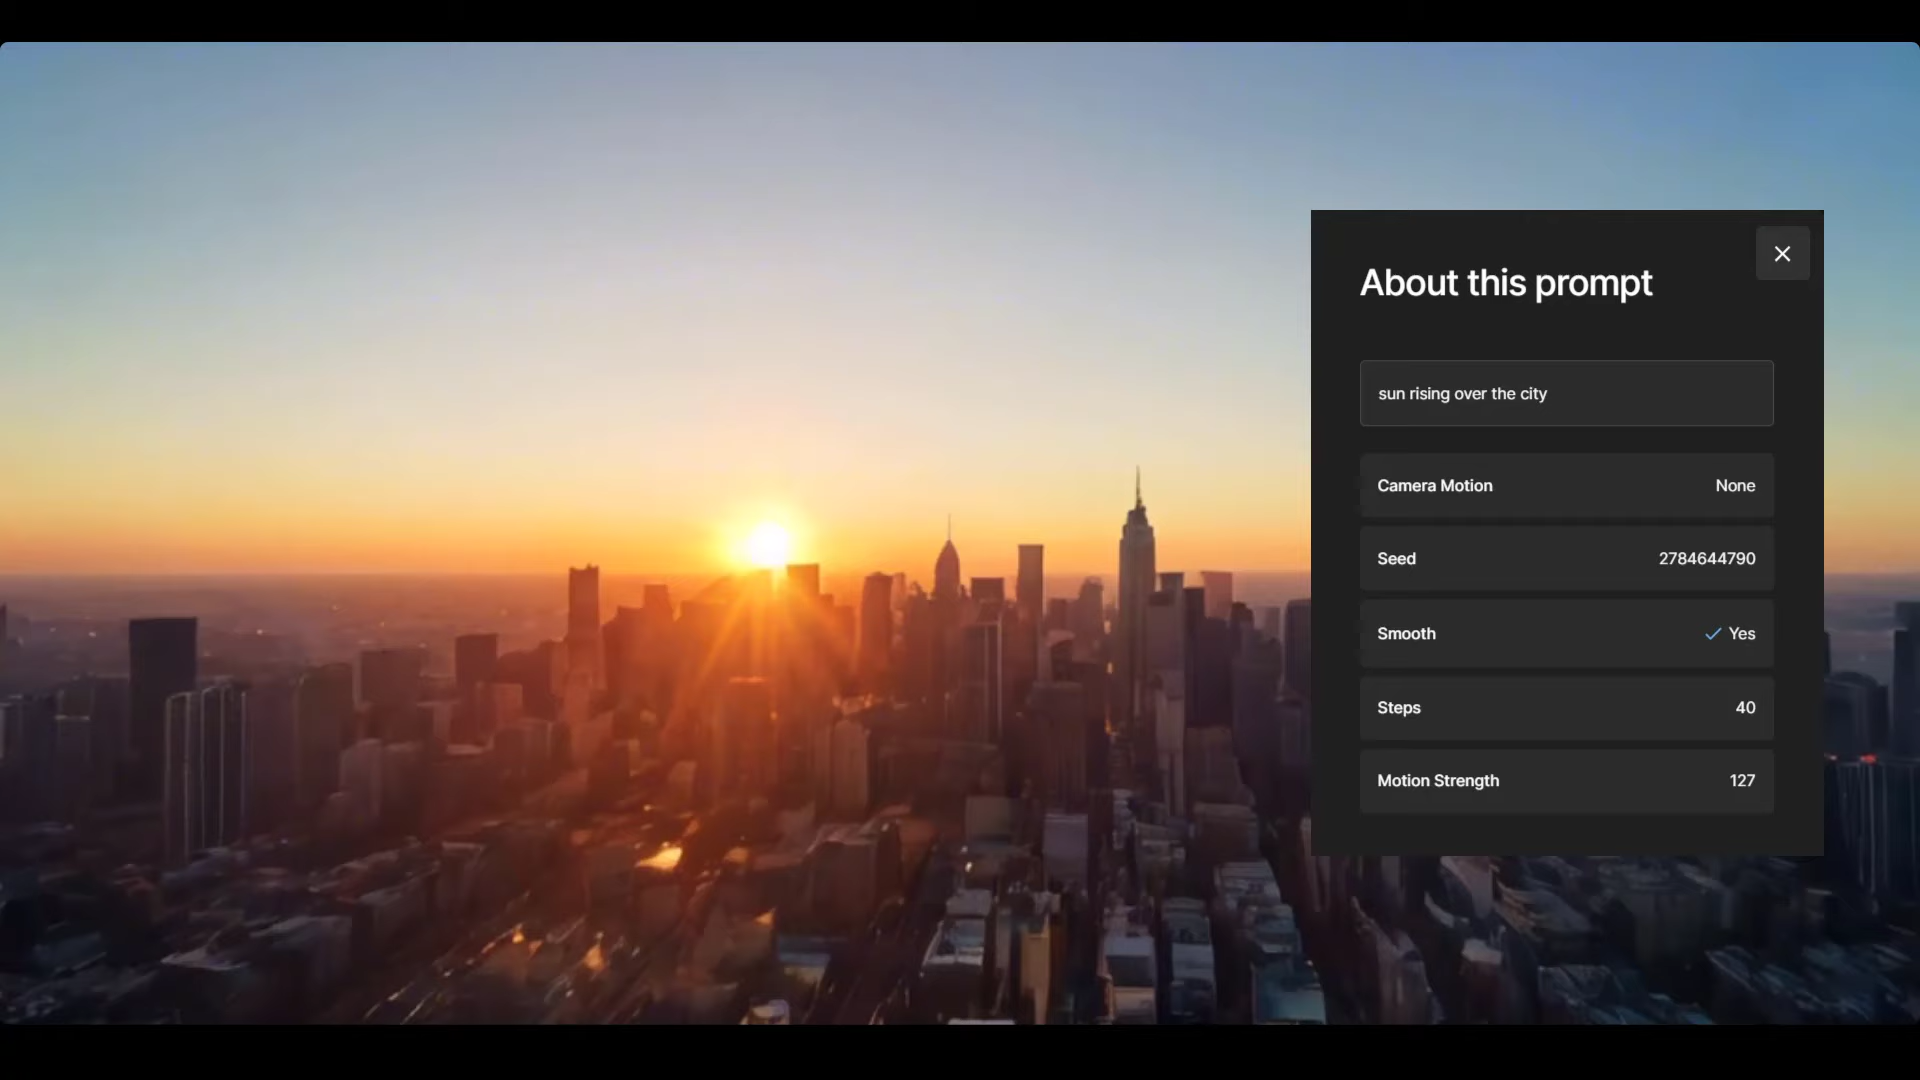 About this prompt
sun rising over the city
Camera Motion None
Seed 2784644790
Smooth Yes
Steps 40
Motion Strength 127